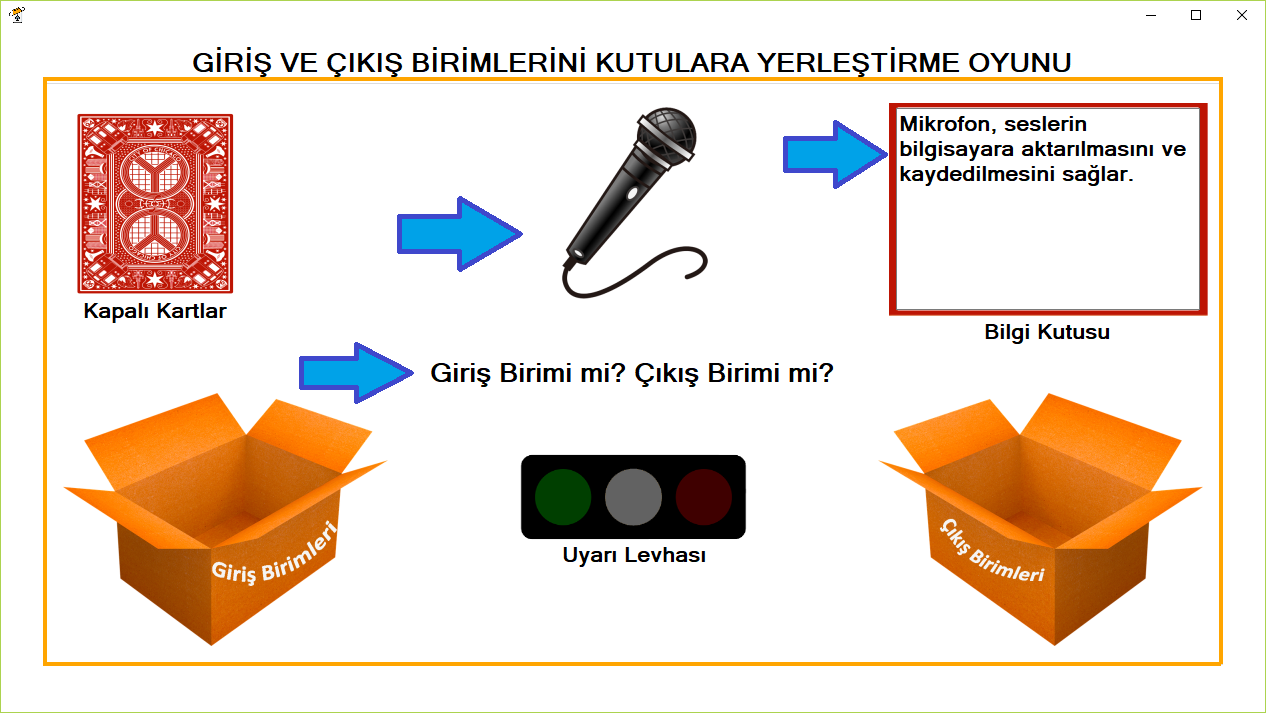 GİRİŞ VE ÇIKIŞ BİRİMLERİNİ KUTULARA YERLEŞTİRME OYUNU
Mikrofon, seslerin
bilgisayara aktarılmasını ve
kaydedilmesini sağlar.
Kapalı Kartlar
Bilgi Kutusu
Giriş Birimi mi? Çıkış Birimi mi?
Giriş Birimleri
Çıkış Birimleri
Uyarı Levhası